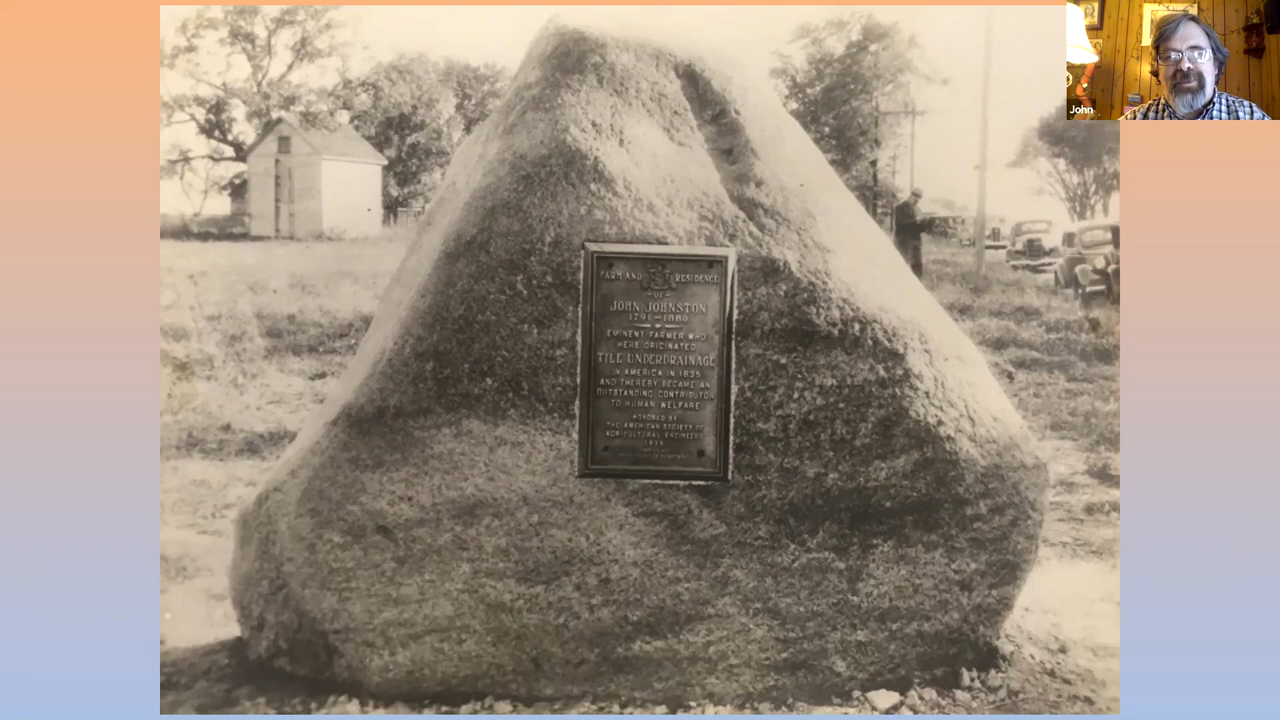 FARM AND RESIDENCE
OF
JOHN JOHNSTON
1791–1880
EMINENT FARMER WHO
HERE ORIGINATED
TILE UNDERDRAINAGE
IN AMERICA IN 1835
AND THEREBY BECAME AN
OUTSTANDING CONTRIBUTOR
TO HUMAN WELFARE
HONORED BY
THE AMERICAN SOCIETY OF
AGRICULTURAL ENGINEERS
John